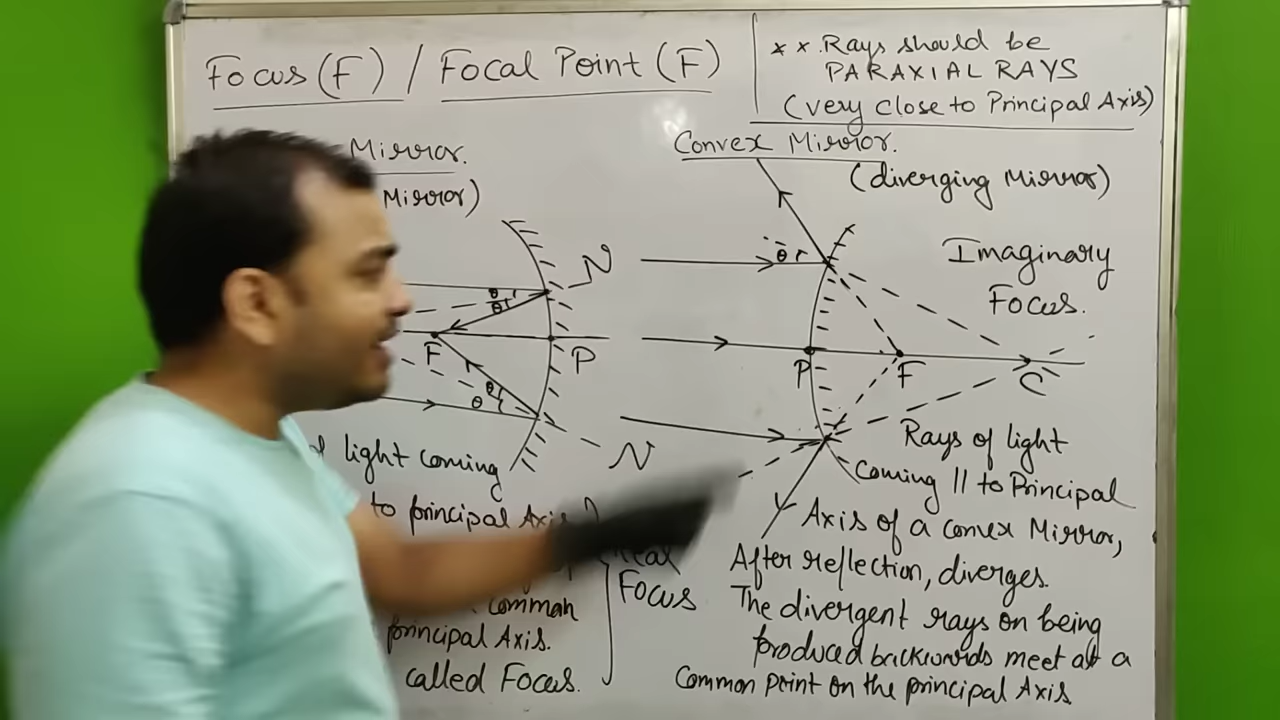 Focus (F) / Focal Point (F)
** Rays should be
PARAXIAL RAYS
(very close to Principal Axis)
Mirror.
Mirror)
N
θ
θ
F
P
θ
θ
N
light coming
to principal Axis
Real
Focus
common
principal Axis.
called Focus.
Convex Mirror.
(diverging Mirror)
θ r
Imaginary
Focus.
P
F
C
Rays of light
Coming || to Principal
Axis of a convex Mirror,
After reflection, diverges.
The divergent rays on being
produced backwards meet at a
Common point on the principal Axis